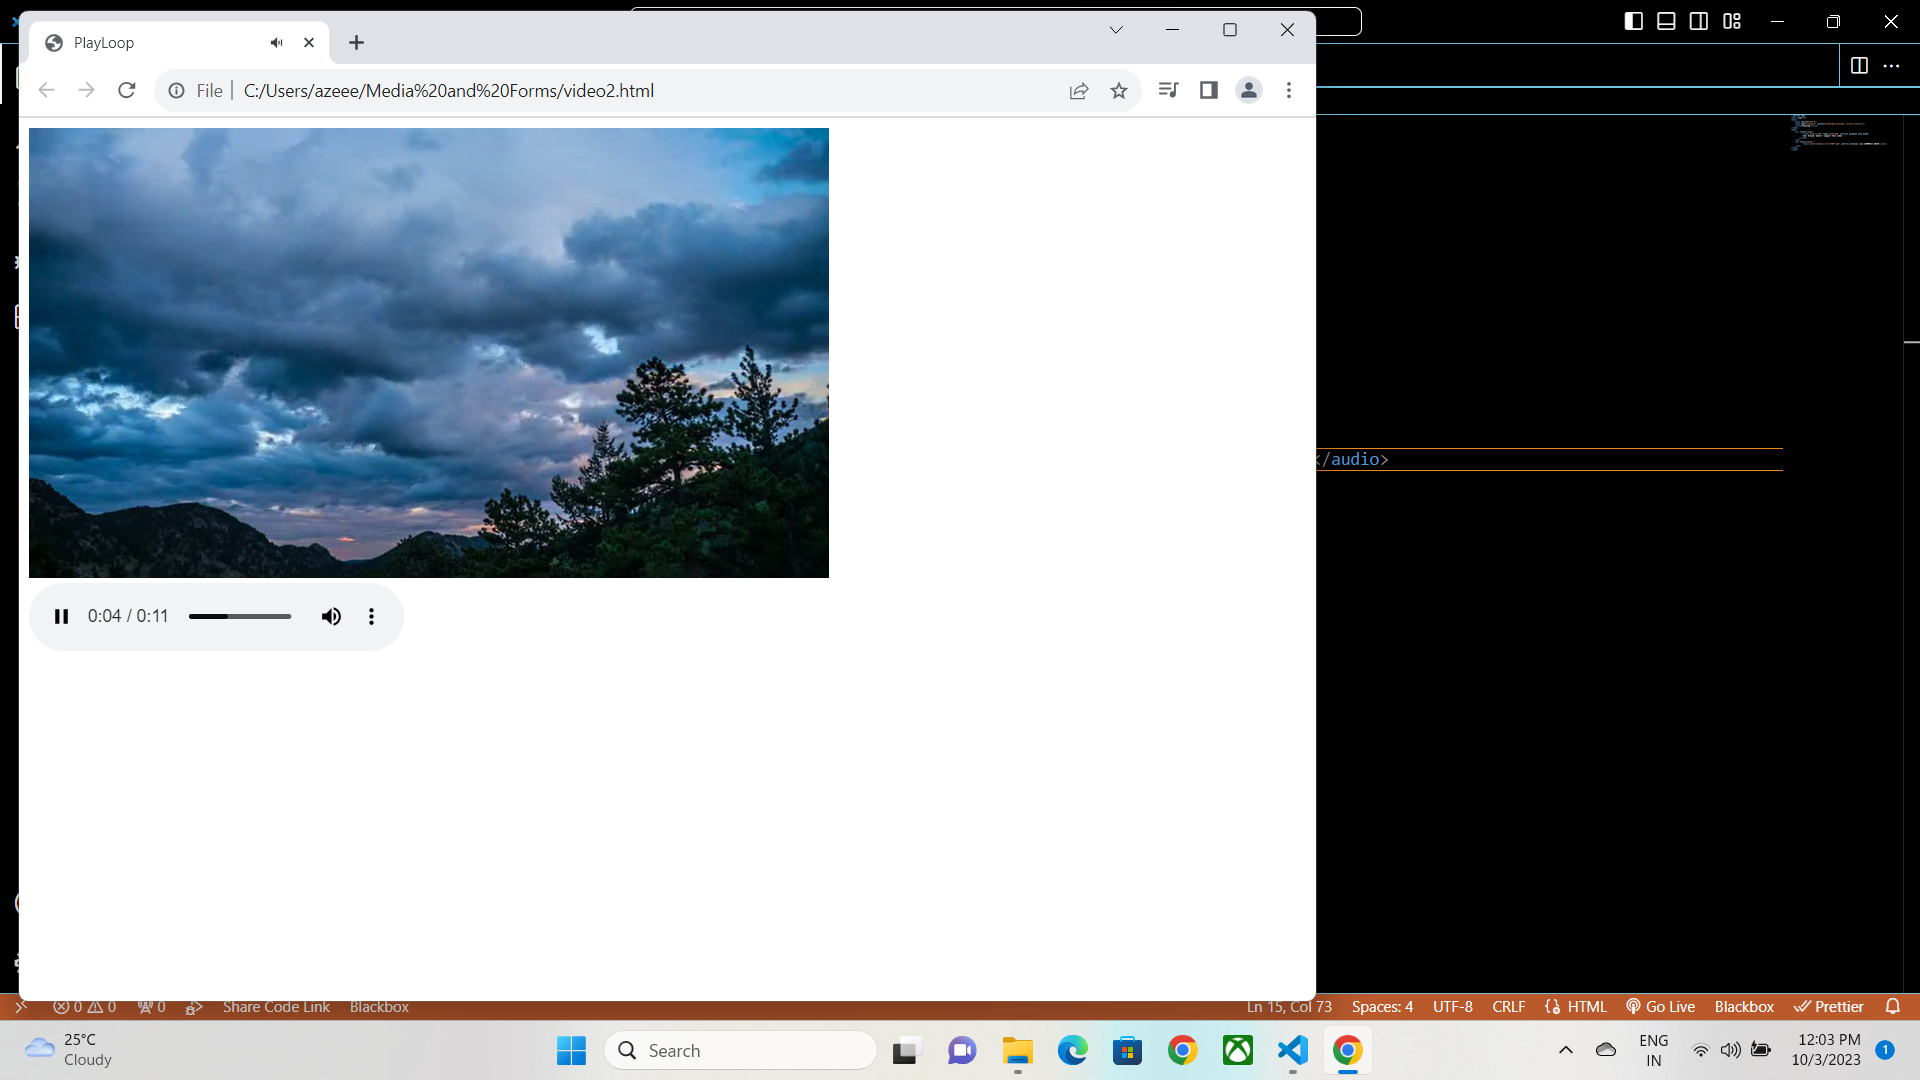 PlayLoop
File
C:/Users/azeee/Media%20and%20Forms/video2.html
0:04 / 0:11
</audio>
0 0 0 Share Code Link Blackbox
Ln 15, Col 73 Spaces: 4 UTF-8 CRLF HTML Go Live Blackbox Prettier
25°C
Cloudy
Search
ENG
IN
12:03 PM
10/3/2023
1